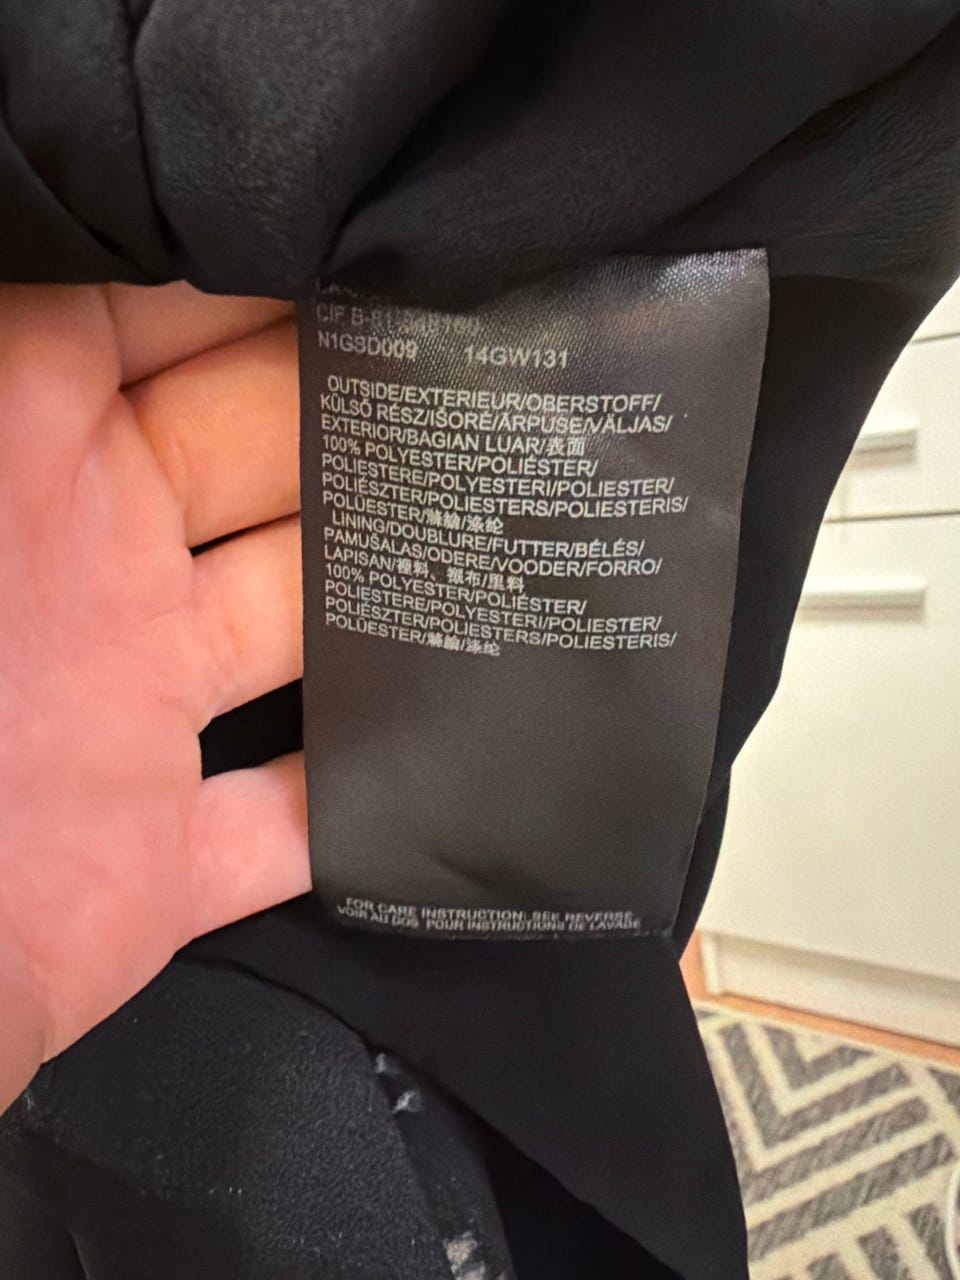 CIF B-
N1GSD009 14GW131
OUTSIDE/EXTERIEUR/OBERSTOFF/
KÜLSŐ RÉSZ/IŠORĖ/ĀRPUSE/VÄLJAS/
EXTERIOR/BAGIAN LUAR/表面
100% POLYESTER/POLIÉSTER/
POLIESTERE/POLYESTERI/POLIESTER/
POLIÉSZTER/POLIESTERS/POLIESTERIS/
POLÜESTER/滌綸/涤纶
LINING/DOUBLURE/FUTTER/BÉLÉS/
PAMUŠALAS/ODERE/VOODER/FORRO/
LAPISAN/裡料、襯布/里料
100% POLYESTER/POLIÉSTER/
POLIESTERE/POLYESTERI/POLIESTER/
POLIÉSZTER/POLIESTERS/POLIESTERIS/
POLÜESTER/滌綸/涤纶
FOR CARE INSTRUCTION: SEE REVERSE
VOIR AU DOS POUR INSTRUCTIONS DE LAVAGE